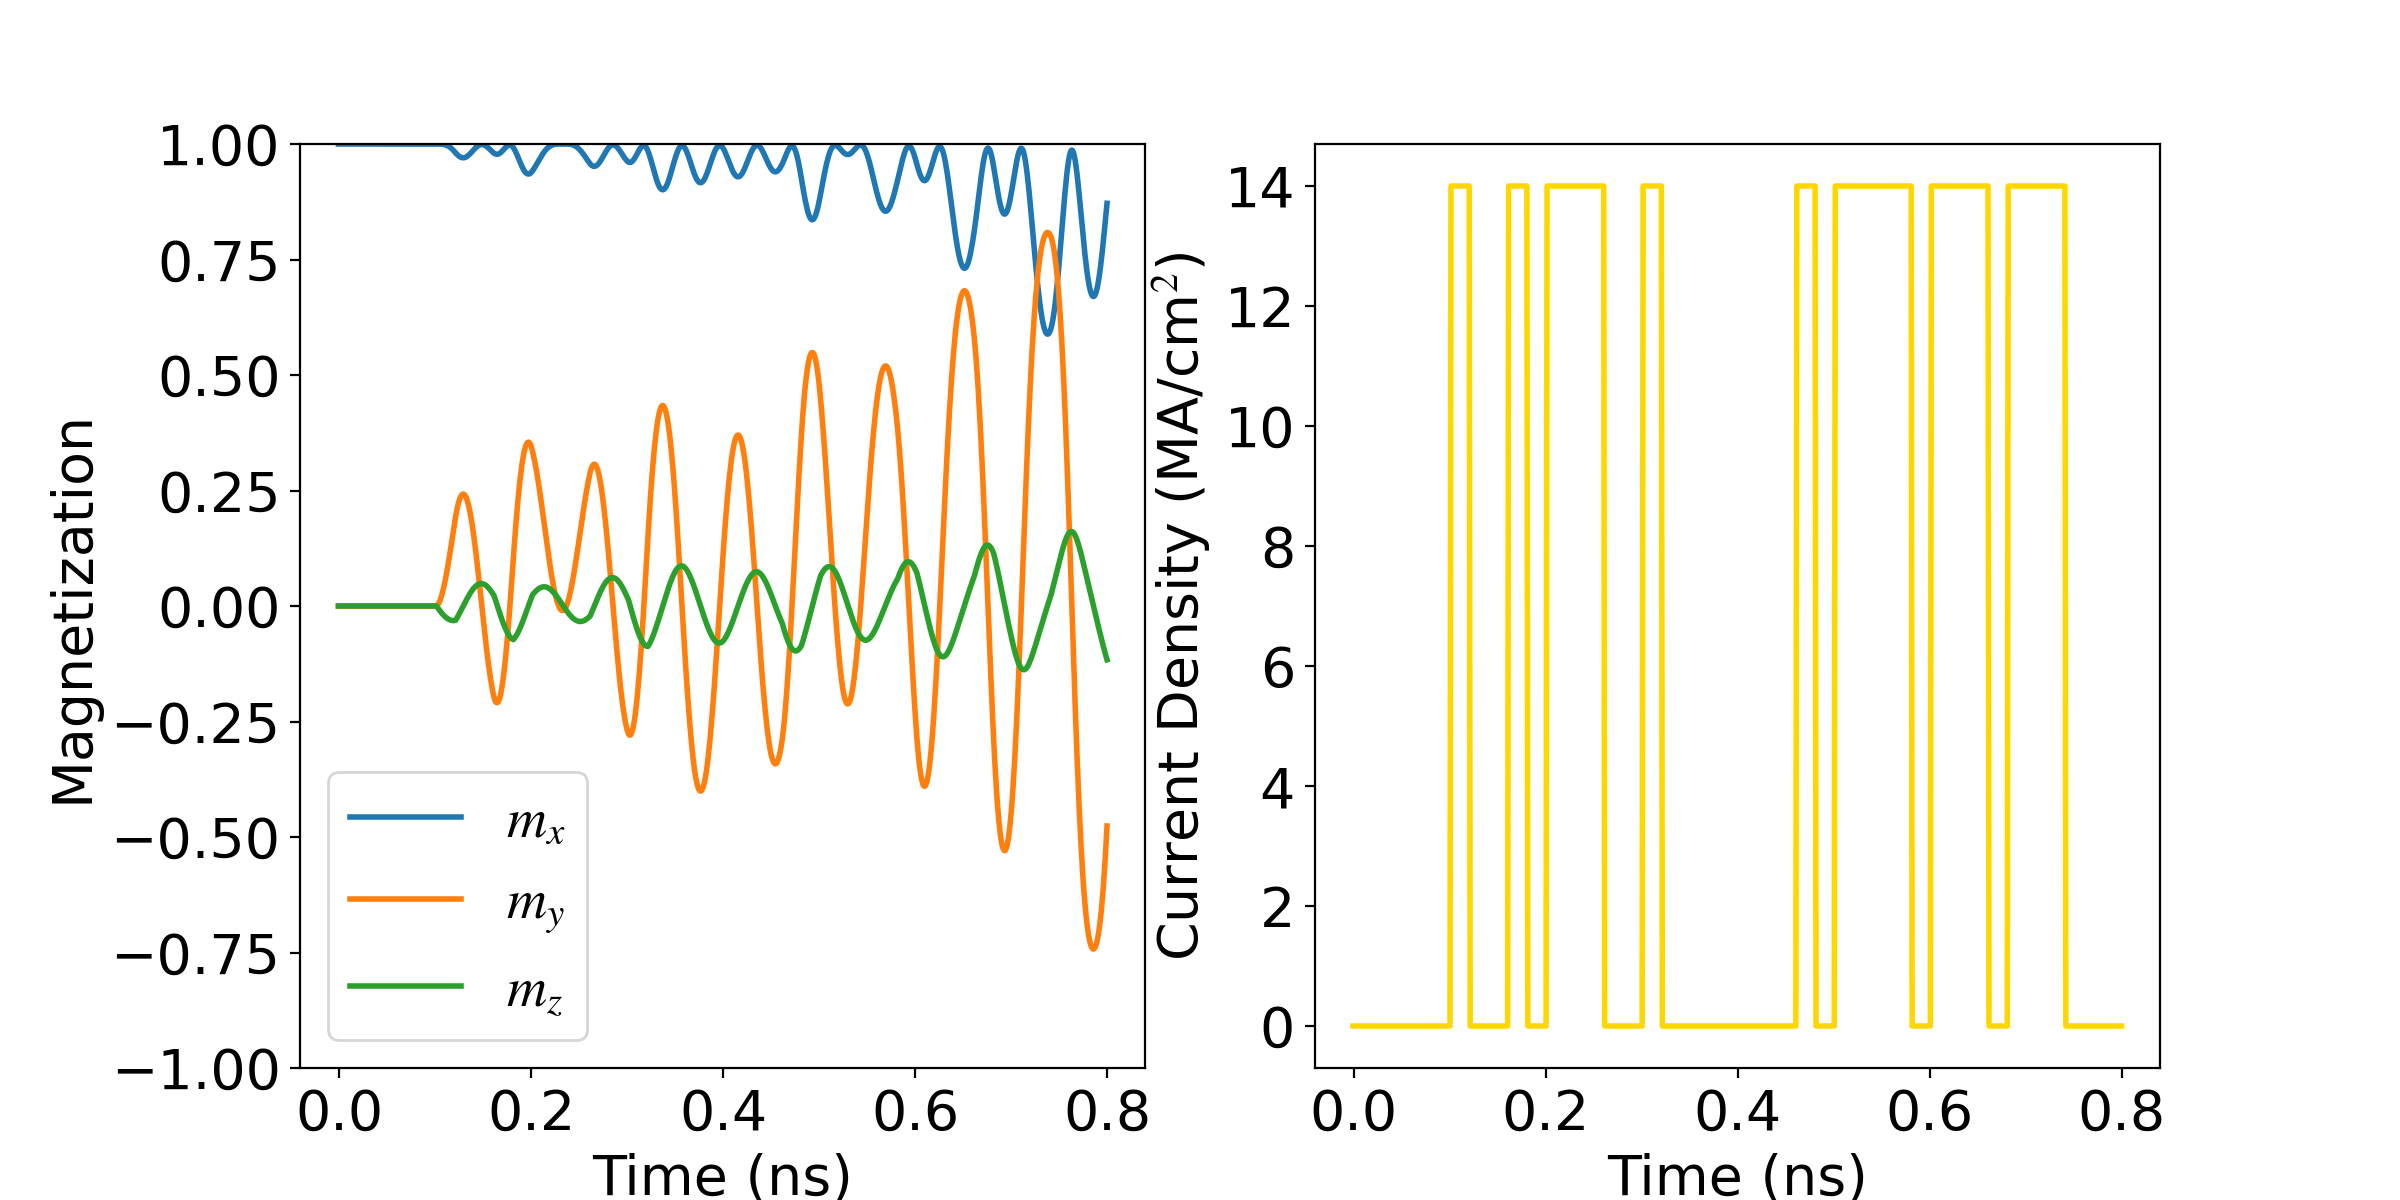 Magnetization
1.00
0.75
0.50
0.25
0.00
−0.25
−0.50
−0.75
−1.00
m_x
m_y
m_z
0.0 0.2 0.4 0.6 0.8
Time (ns)
Current Density (MA/cm²)
14
12
10
8
6
4
2
0
0.0 0.2 0.4 0.6 0.8
Time (ns)